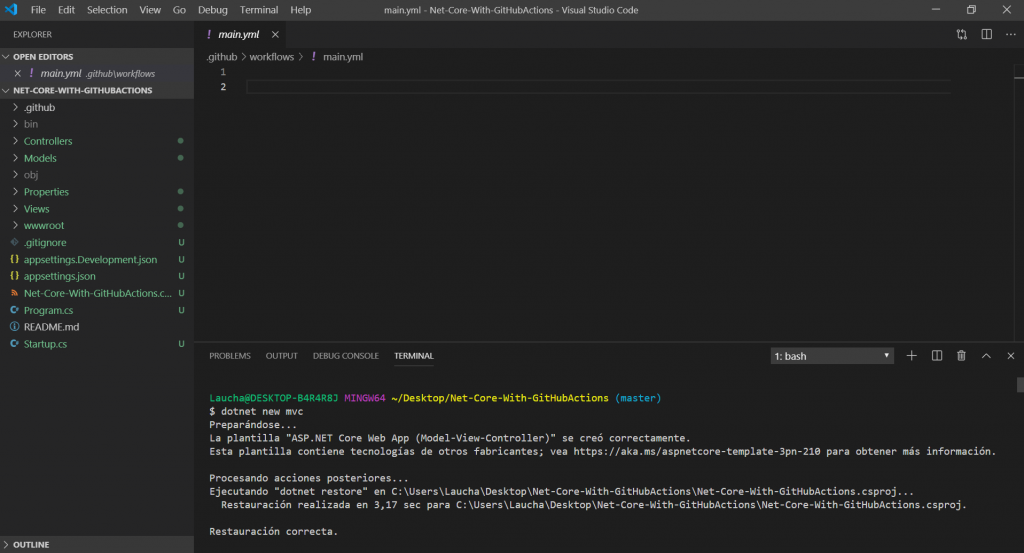 File Edit Selection View Go Debug Terminal Help main.yml - Net-Core-With-GitHubActions - Visual Studio Code
EXPLORER
OPEN EDITORS
main.yml .github\workflows
NET-CORE-WITH-GITHUBACTIONS
.github
bin
Controllers
Models
obj
Properties
Views
wwwroot
.gitignore U
appsettings.Development.json U
appsettings.json U
Net-Core-With-GitHubActions.c... U
Program.cs U
README.md
Startup.cs U
OUTLINE
main.yml
.github > workflows > ! main.yml
1
2
PROBLEMS OUTPUT DEBUG CONSOLE TERMINAL 1: bash
Laucha@DESKTOP-B4R4R8J MINGW64 ~/Desktop/Net-Core-With-GitHubActions (master)
$ dotnet new mvc
Preparándose...
La plantilla "ASP.NET Core Web App (Model-View-Controller)" se creó correctamente.
Esta plantilla contiene tecnologías de otros fabricantes; vea https://aka.ms/aspnetcore-template-3pn-210 para obtener más información.
Procesando acciones posteriores...
Ejecutando "dotnet restore" en C:\Users\Laucha\Desktop\Net-Core-With-GitHubActions\Net-Core-With-GitHubActions.csproj...
Restauración realizada en 3,17 sec para C:\Users\Laucha\Desktop\Net-Core-With-GitHubActions\Net-Core-With-GitHubActions.csproj.
Restauración correcta.